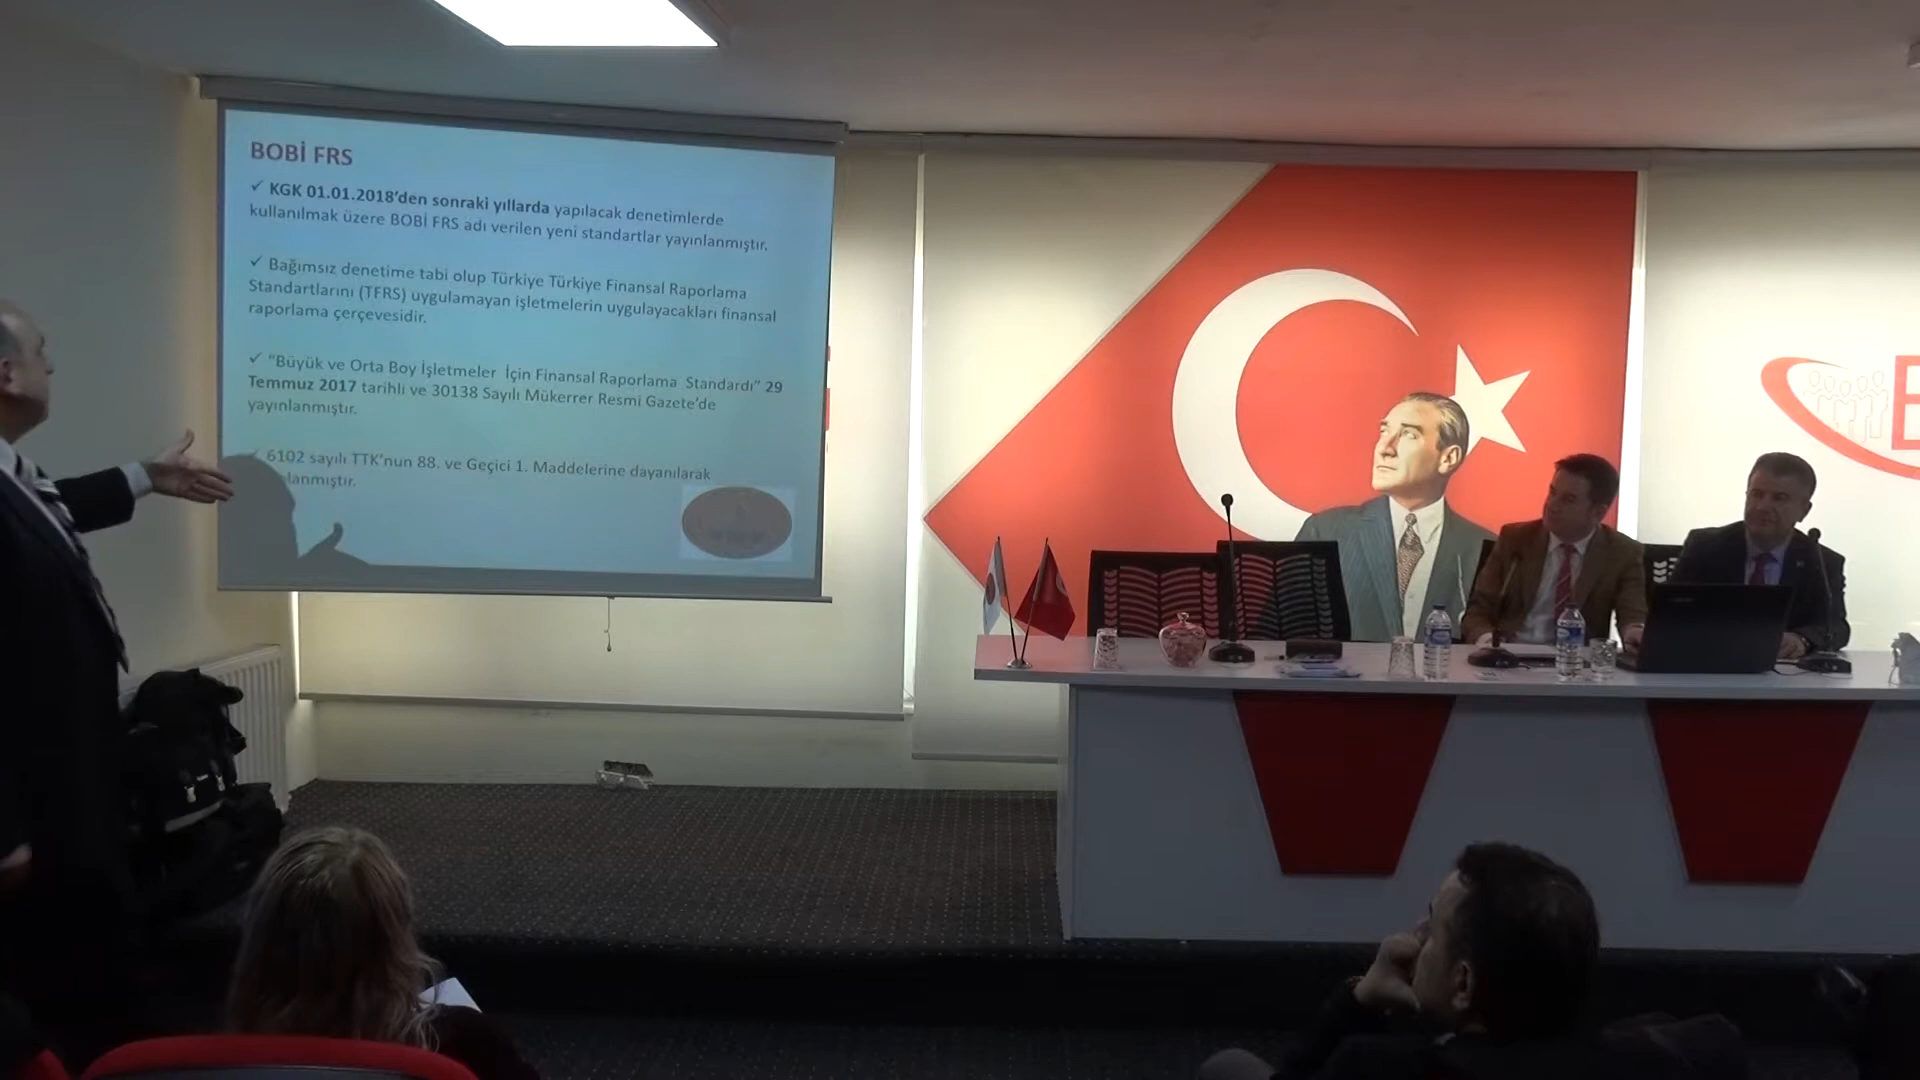 BOBİ FRS
✓ KGK 01.01.2018'den sonraki yıllarda yapılacak denetimlerde
kullanılmak üzere BOBİ FRS adı verilen yeni standartlar yayınlanmıştır.
✓ Bağımsız denetime tabi olup Türkiye Türkiye Finansal Raporlama
Standartlarını (TFRS) uygulamayan işletmelerin uygulayacakları finansal
raporlama çerçevesidir.
✓ "Büyük ve Orta Boy İşletmeler İçin Finansal Raporlama Standardı" 29
Temmuz 2017 tarihli ve 30138 Sayılı Mükerrer Resmi Gazete'de
yayınlanmıştır.
✓ 6102 sayılı TTK'nun 88. ve Geçici 1. Maddelerine dayanılarak